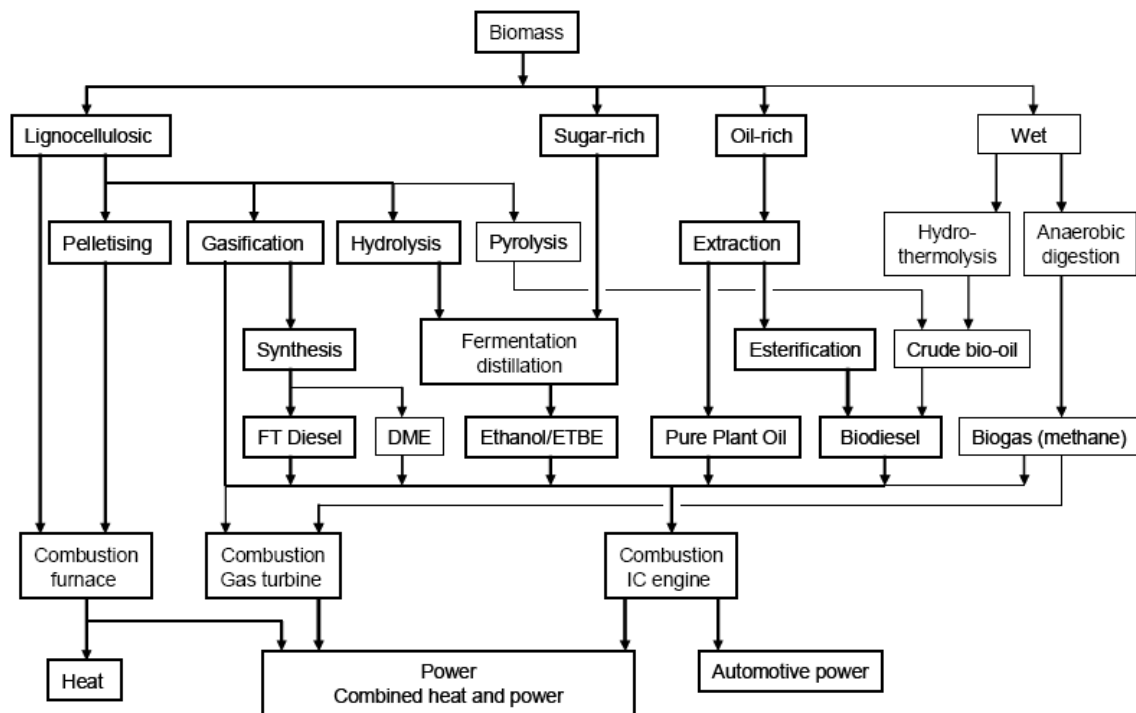 Biomass
Lignocellulosic
Sugar-rich
Oil-rich
Wet
Pelletising
Gasification
Hydrolysis
Pyrolysis
Extraction
Hydro-
thermolysis
Anaerobic
digestion
Synthesis
Fermentation
distillation
Esterification
Crude bio-oil
FT Diesel
DME
Ethanol/ETBE
Pure Plant Oil
Biodiesel
Biogas (methane)
Combustion
furnace
Combustion
Gas turbine
Combustion
IC engine
Heat
Power
Combined heat and power
Automotive power